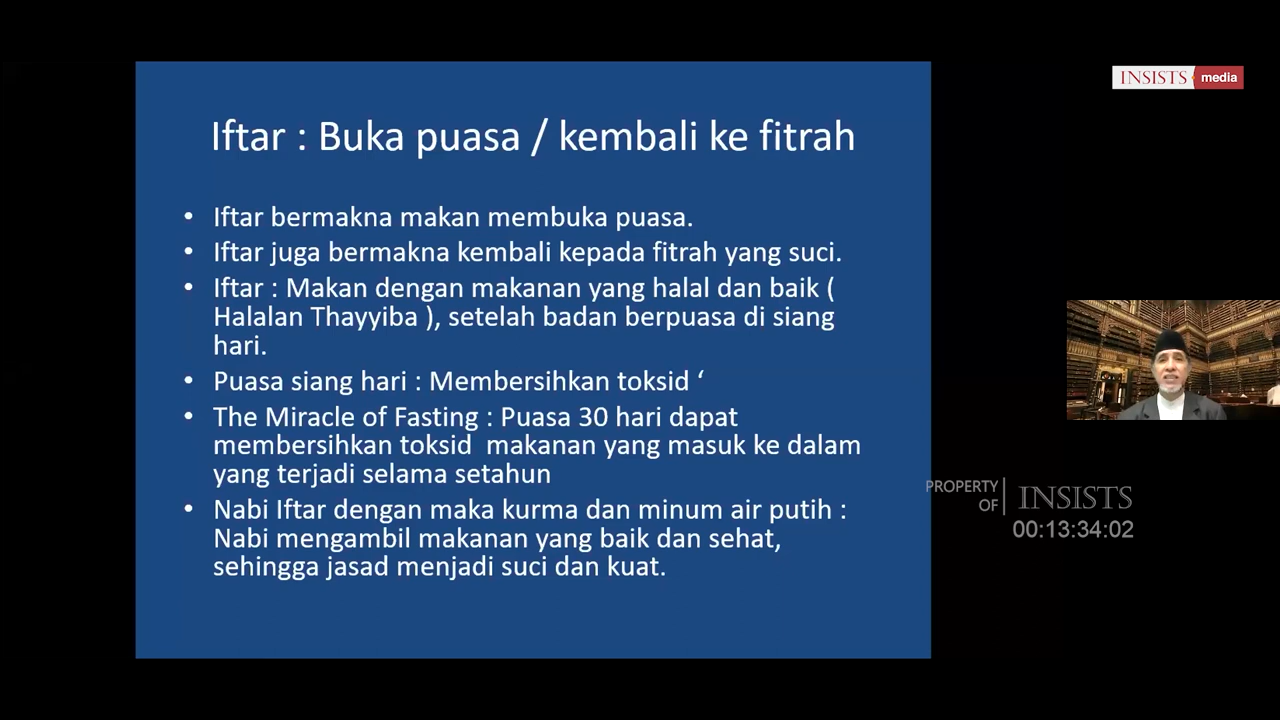 INSISTS media
Iftar : Buka puasa / kembali ke fitrah
• Iftar bermakna makan membuka puasa.
• Iftar juga bermakna kembali kepada fitrah yang suci.
• Iftar : Makan dengan makanan yang halal dan baik (
Halalan Thayyiba ), setelah badan berpuasa di siang
hari.
• Puasa siang hari : Membersihkan toksid ‘
• The Miracle of Fasting : Puasa 30 hari dapat
membersihkan toksid  makanan yang masuk ke dalam
yang terjadi selama setahun
• Nabi Iftar dengan maka kurma dan minum air putih :
Nabi mengambil makanan yang baik dan sehat,
sehingga jasad menjadi suci dan kuat.
PROPERTY
OF
INSISTS
00:13:34:02